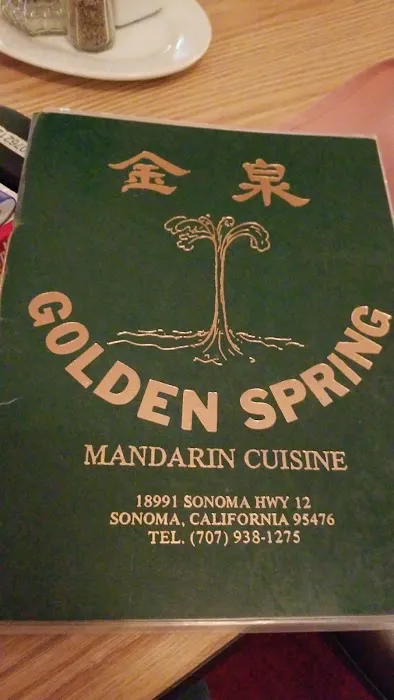 金泉
GOLDEN SPRING
MANDARIN CUISINE
18991 SONOMA HWY 12
SONOMA, CALIFORNIA 95476
TEL. (707) 938-1275